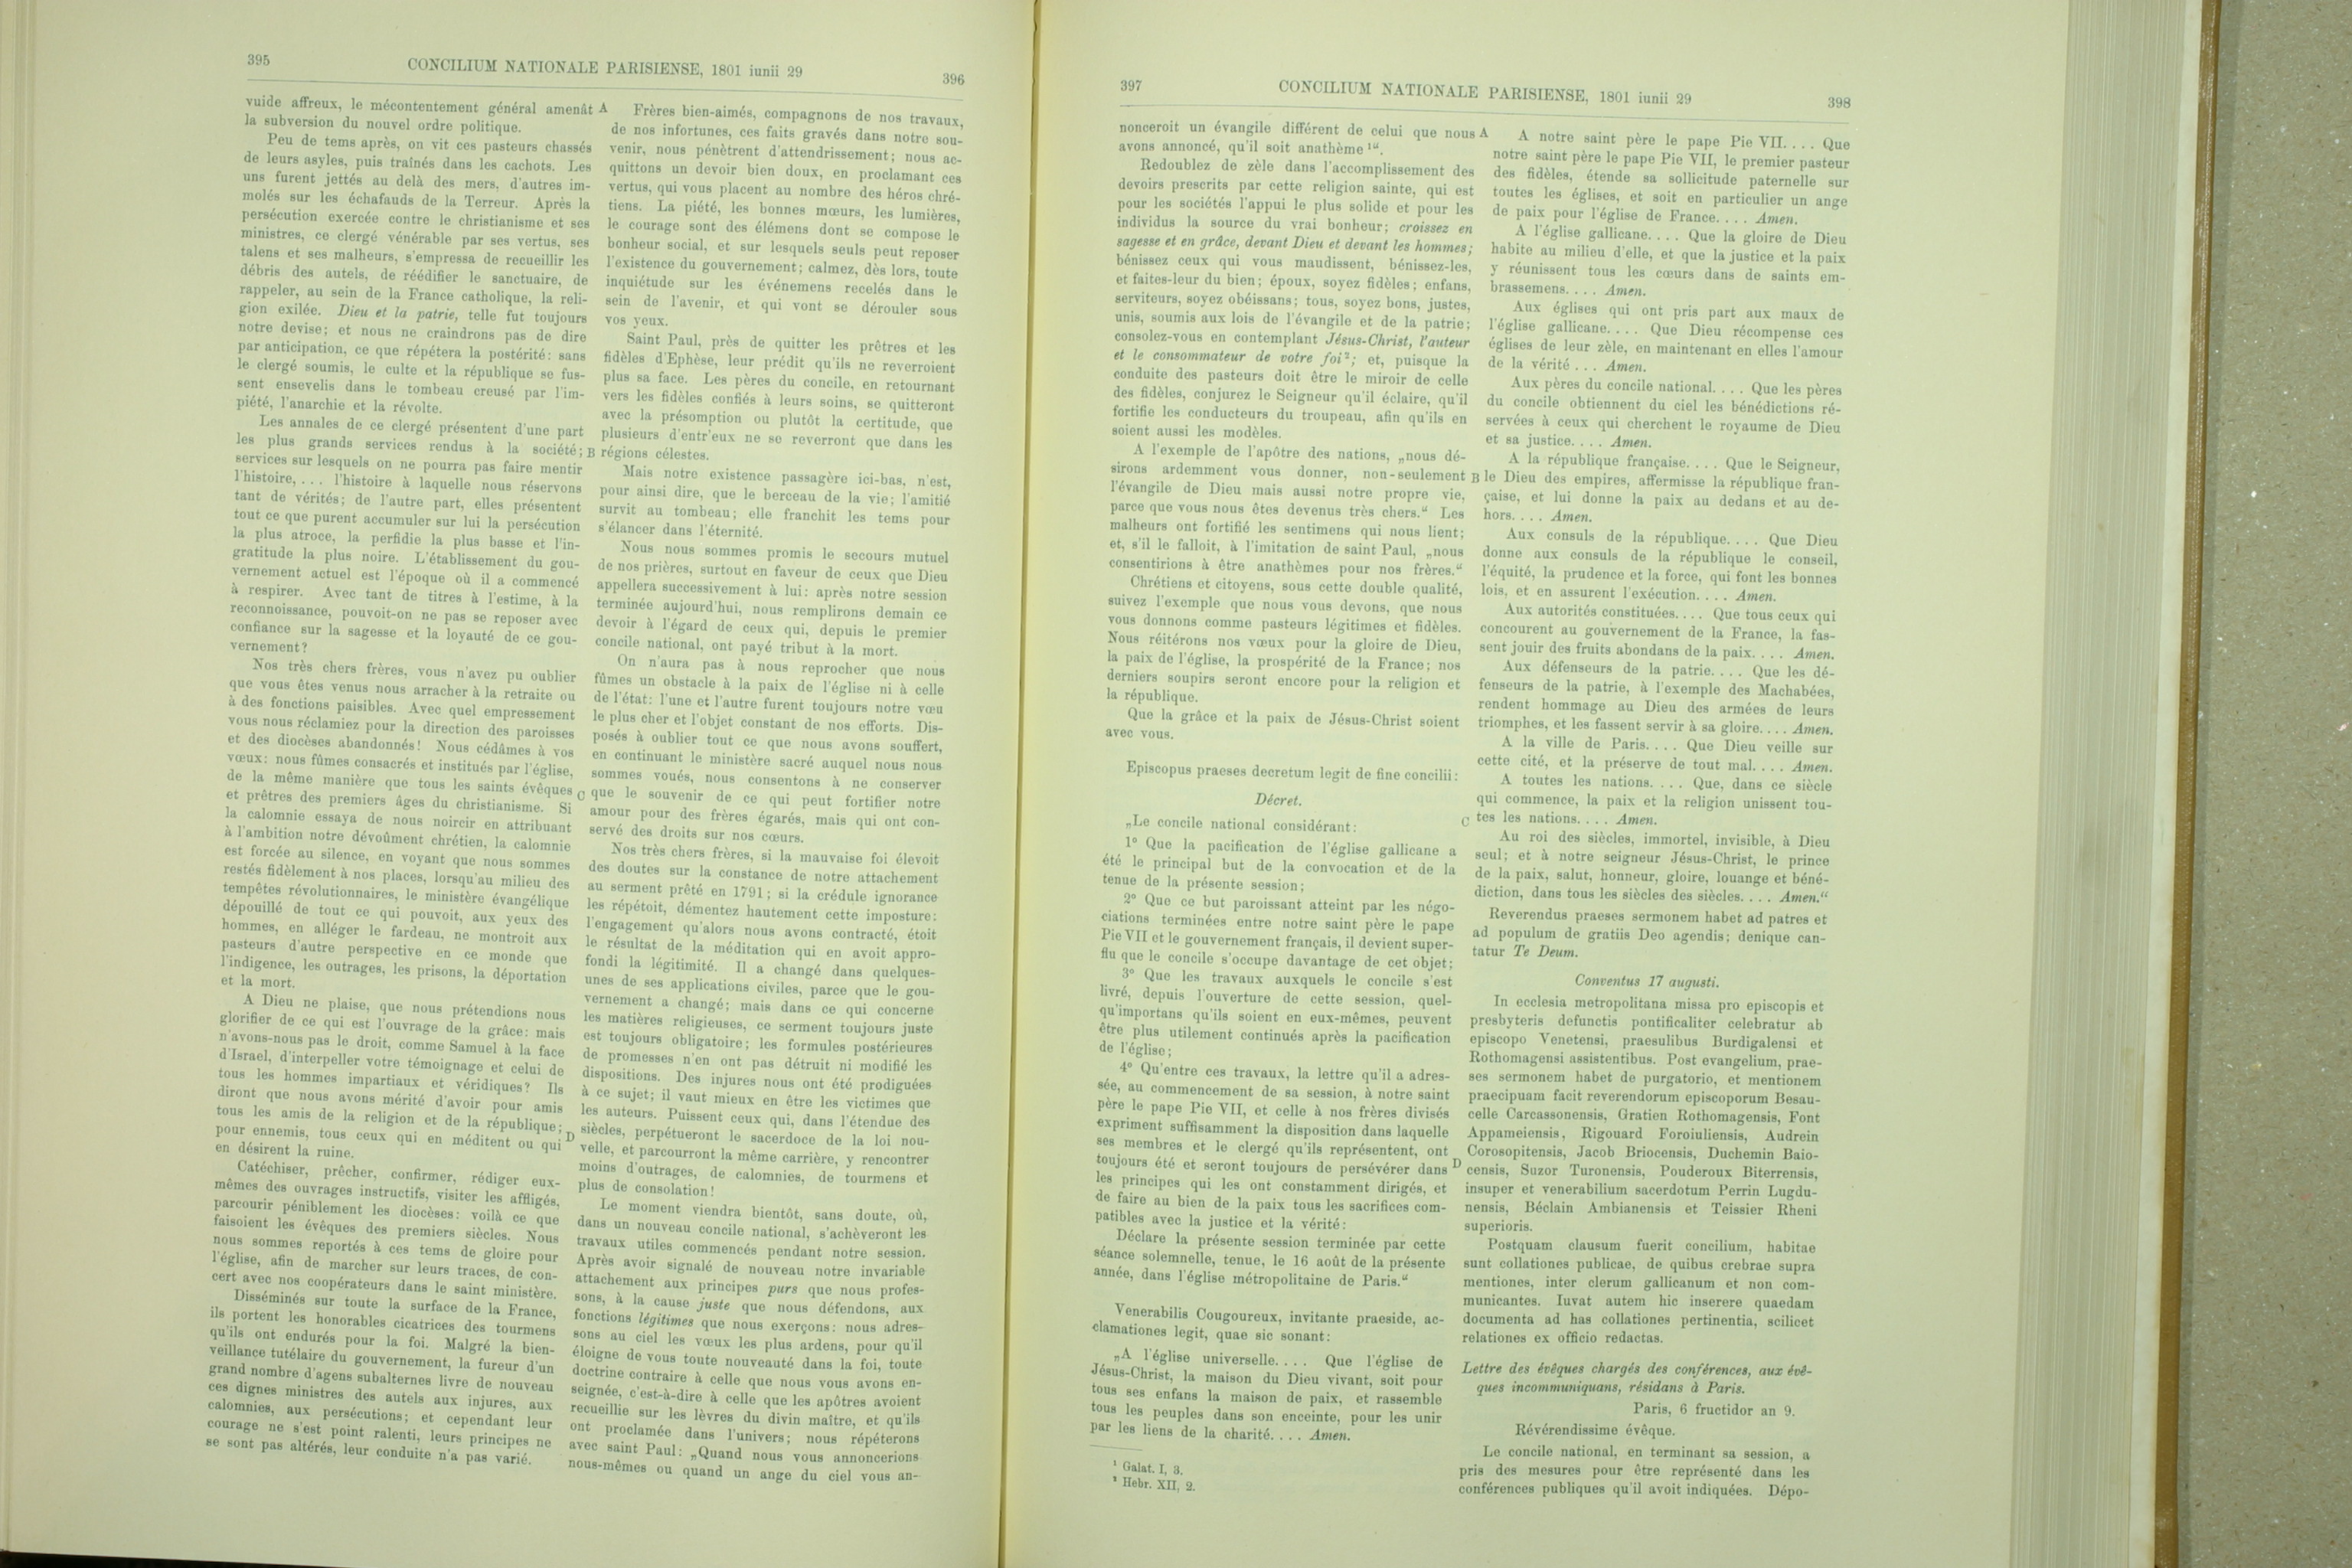 395
CONCILIUM NATIONALE PARISIENSE, 1801 iunii 29
396
vuide affreux, le mécontentement général amenât
la subversion du nouvel ordre politique.
Peu de tems après, on vit ces pasteurs chassés
de leurs asyles, puis traînés dans les cachots. Les
uns furent jettés au delà des mers, d'autres im-
molés sur les échafauds de la Terreur. Après la
persécution exercée contre le christianisme et ses
ministres, ce clergé vénérable par ses vertus, ses
talens et ses malheurs, s'empressa de recueillir les
débris des autels, de réédifier le sanctuaire, de
rappeler, au sein de la France catholique, la reli-
gion exilée. Dieu et la patrie, telle fut toujours
notre devise; et nous ne craindrons pas de dire
par anticipation, ce que répétera la postérité: sans
le clergé soumis, le culte et la république se fus-
sent ensevelis dans le tombeau creusé par l'im-
piété, l'anarchie et la révolte.
Les annales de ce clergé présentent d'une part
les plus grands services rendus à la société;
services sur lesquels on ne pourra pas faire mentir
l'histoire, . . . l'histoire à laquelle nous réservons
tant de vérités; de l'autre part, elles présentent
tout ce que purent accumuler sur lui la persécution
la plus atroce, la perfidie la plus basse et l'in-
gratitude la plus noire. L'établissement du gou-
vernement actuel est l'époque où il a commencé
à respirer. Avec tant de titres à l'estime, à la
reconnoissance, pouvoit-on ne pas se reposer avec
confiance sur la sagesse et la loyauté de ce gou-
vernement?
Nos très chers frères, vous n'avez pu oublier
que vous êtes venus nous arracher à la retraite ou
à des fonctions paisibles. Avec quel empressement
vous nous réclamiez pour la direction des paroisses
et des diocèses abandonnés! Nous cédâmes à vos
vœux: nous fûmes consacrés et institués par l'église,
de la même manière que tous les saints évêques
et prêtres des premiers âges du christianisme. Si
la calomnie essaya de nous noircir en attribuant
à l'ambition notre dévoûment chrétien, la calomnie
est forcée au silence, en voyant que nous sommes
restés fidèlement à nos places, lorsqu'au milieu des
tempêtes révolutionnaires, le ministère évangélique
dépouillé de tout ce qui pouvoit, aux yeux des
hommes, en alléger le fardeau, ne montroit aux
pasteurs d'autre perspective en ce monde que
l'indigence, les outrages, les prisons, la déportation
et la mort.
A Dieu ne plaise, que nous prétendions nous
glorifier de ce qui est l'ouvrage de la grâce: mais
n'avons-nous pas le droit, comme Samuel à la face
d'Israel, d'interpeller votre témoignage et celui de
tous les hommes impartiaux et véridiques? Ils
diront que nous avons mérité d'avoir pour amis
tous les amis de la religion et de la république;
pour ennemis, tous ceux qui en méditent ou qui
en désirent la ruine.
Catéchiser, prêcher, confirmer, rédiger eux-
mêmes des ouvrages instructifs, visiter les affligés,
parcourir péniblement les diocèses: voilà ce que
faisoient les évêques des premiers siècles. Nous
nous sommes reportés à ces tems de gloire pour
l'église, afin de marcher sur leurs traces, de con-
cert avec nos coopérateurs dans le saint ministère.
Disséminés sur toute la surface de la France,
ils portent les honorables cicatrices des tourmens
qu'ils ont endurés pour la foi. Malgré la bien-
veillance tutélaire du gouvernement, la fureur d'un
grand nombre d'agens subalternes livre de nouveau
ces dignes ministres des autels aux injures, aux
calomnies, aux persécutions; et cependant leur
courage ne s'est point ralenti, leurs principes ne
se sont pas altérés, leur conduite n'a pas varié.
A
B
C
D
Frères bien-aimés, compagnons de nos travaux,
de nos infortunes, ces faits gravés dans notre sou-
venir, nous pénètrent d'attendrissement; nous ac-
quittons un devoir bien doux, en proclamant ces
vertus, qui vous placent au nombre des héros chré-
tiens. La piété, les bonnes mœurs, les lumières,
le courage sont des élémens dont se compose le
bonheur social, et sur lesquels seuls peut reposer
l'existence du gouvernement; calmez, dès lors, toute
inquiétude sur les événemens recelés dans le
sein de l'avenir, et qui vont se dérouler sous
vos yeux.
Saint Paul, près de quitter les prêtres et les
fidèles d'Ephèse, leur prédit qu'ils ne reverroient
plus sa face. Les pères du concile, en retournant
vers les fidèles confiés à leurs soins, se quitteront
avec la présomption ou plutôt la certitude, que
plusieurs d'entr'eux ne se reverront que dans les
régions célestes.
Mais notre existence passagère ici-bas, n'est,
pour ainsi dire, que le berceau de la vie; l'amitié
survit au tombeau; elle franchit les tems pour
s'élancer dans l'éternité.
Nous nous sommes promis le secours mutuel
de nos prières, surtout en faveur de ceux que Dieu
appellera successivement à lui: après notre session
terminée aujourd'hui, nous remplirons demain ce
devoir à l'égard de ceux qui, depuis le premier
concile national, ont payé tribut à la mort.
On n'aura pas à nous reprocher que nous
fûmes un obstacle à la paix de l'église ni à celle
de l'état: l'une et l'autre furent toujours notre vœu
le plus cher et l'objet constant de nos efforts. Dis-
posés à oublier tout ce que nous avons souffert,
en continuant le ministère sacré auquel nous nous
sommes voués, nous consentons à ne conserver
que le souvenir de ce qui peut fortifier notre
amour pour des frères égarés, mais qui ont con-
servé des droits sur nos cœurs.
Nos très chers frères, si la mauvaise foi élevoit
des doutes sur la constance de notre attachement
au serment prêté en 1791; si la crédule ignorance
les répétoit, démentez hautement cette imposture:
l'engagement qu'alors nous avons contracté, étoit
le résultat de la méditation qui en avoit appro-
fondi la légitimité. Il a changé dans quelques-
unes de ses applications civiles, parce que le gou-
vernement a changé; mais dans ce qui concerne
les matières religieuses, ce serment toujours juste
est toujours obligatoire; les formules postérieures
de promesses n'en ont pas détruit ni modifié les
dispositions. Des injures nous ont été prodiguées
à ce sujet; il vaut mieux en être les victimes que
les auteurs. Puissent ceux qui, dans l'étendue des
siècles, perpétueront le sacerdoce de la loi nou-
velle, et parcourront la même carrière, y rencontrer
moins d'outrages, de calomnies, de tourmens et
plus de consolation!
Le moment viendra bientôt, sans doute, où,
dans un nouveau concile national, s'achèveront les
travaux utiles commencés pendant notre session.
Après avoir signalé de nouveau notre invariable
attachement aux principes purs que nous profes-
sons, à la cause juste que nous défendons, aux
fonctions légitimes que nous exerçons: nous adres-
sons au ciel les vœux les plus ardens, pour qu'il
éloigne de vous toute nouveauté dans la foi, toute
doctrine contraire à celle que nous vous avons en-
seignée, c'est-à-dire à celle que les apôtres avoient
recueillie sur les lèvres du divin maître, et qu'ils
ont proclamée dans l'univers; nous répéterons
avec saint Paul: „Quand nous vous annoncerions
nous-mêmes ou quand un ange du ciel vous an-
397
CONCILIUM NATIONALE PARISIENSE, 1801 iunii 29
398
nonceroit un évangile différent de celui que nous
avons annoncé, qu'il soit anathème ¹“.
Redoublez de zèle dans l'accomplissement des
devoirs prescrits par cette religion sainte, qui est
pour les sociétés l'appui le plus solide et pour les
individus la source du vrai bonheur; croissez en
sagesse et en grâce, devant Dieu et devant les hommes;
bénissez ceux qui vous maudissent, bénissez-les,
et faites-leur du bien; époux, soyez fidèles; enfans,
serviteurs, soyez obéissans; tous, soyez bons, justes,
unis, soumis aux lois de l'évangile et de la patrie;
consolez-vous en contemplant Jésus-Christ, l'auteur
et le consommateur de votre foi²; et, puisque la
conduite des pasteurs doit être le miroir de celle
des fidèles, conjurez le Seigneur qu'il éclaire, qu'il
fortifie les conducteurs du troupeau, afin qu'ils en
soient aussi les modèles.
A l'exemple de l'apôtre des nations, „nous dé-
sirons ardemment vous donner, non-seulement
l'évangile de Dieu mais aussi notre propre vie,
parce que vous nous êtes devenus très chers.“ Les
malheurs ont fortifié les sentimens qui nous lient;
et, s'il le falloit, à l'imitation de saint Paul, „nous
consentirions à être anathèmes pour nos frères.“
Chrétiens et citoyens, sous cette double qualité,
suivez l'exemple que nous vous devons, que nous
vous donnons comme pasteurs légitimes et fidèles.
Nous réitérons nos vœux pour la gloire de Dieu,
la paix de l'église, la prospérité de la France; nos
derniers soupirs seront encore pour la religion et
la république.
Que la grâce et la paix de Jésus-Christ soient
avec vous.
Episcopus praeses decretum legit de fine concilii:
Décret.
„Le concile national considérant:
1° Que la pacification de l'église gallicane a
été le principal but de la convocation et de la
tenue de la présente session;
2° Que ce but paroissant atteint par les négo-
ciations terminées entre notre saint père le pape
Pie VII et le gouvernement français, il devient super-
flu que le concile s'occupe davantage de cet objet;
3° Que les travaux auxquels le concile s'est
livré, depuis l'ouverture de cette session, quel-
qu'importans qu'ils soient en eux-mêmes, peuvent
être plus utilement continués après la pacification
de l'église;
4° Qu'entre ces travaux, la lettre qu'il a adres-
sée, au commencement de sa session, à notre saint
père le pape Pie VII, et celle à nos frères divisés
expriment suffisamment la disposition dans laquelle
ses membres et le clergé qu'ils représentent, ont
toujours été et seront toujours de persévérer dans
les principes qui les ont constamment dirigés, et
de faire au bien de la paix tous les sacrifices com-
patibles avec la justice et la vérité:
Déclare la présente session terminée par cette
séance solemnelle, tenue, le 16 août de la présente
année, dans l'église métropolitaine de Paris.“
Venerabilis Cougoureux, invitante praeside, ac-
clamationes legit, quae sic sonant:
„A l'église universelle. . . . Que l'église de
Jésus-Christ, la maison du Dieu vivant, soit pour
tous ses enfans la maison de paix, et rassemble
tous les peuples dans son enceinte, pour les unir
par les liens de la charité. . . . Amen.
¹ Galat. I, 3.
² Hebr. XII, 2.
A
B
C
D
A notre saint père le pape Pie VII. . . . Que
notre saint père le pape Pie VII, le premier pasteur
des fidèles, étende sa sollicitude paternelle sur
toutes les églises, et soit en particulier un ange
de paix pour l'église de France. . . . Amen.
A l'église gallicane. . . . Que la gloire de Dieu
habite au milieu d'elle, et que la justice et la paix
y réunissent tous les cœurs dans de saints em-
brassemens. . . . Amen.
Aux églises qui ont pris part aux maux de
l'église gallicane. . . . Que Dieu récompense ces
églises de leur zèle, en maintenant en elles l'amour
de la vérité . . . Amen.
Aux pères du concile national. . . . Que les pères
du concile obtiennent du ciel les bénédictions ré-
servées à ceux qui cherchent le royaume de Dieu
et sa justice. . . . Amen.
A la république française. . . . Que le Seigneur,
le Dieu des empires, affermisse la république fran-
çaise, et lui donne la paix au dedans et au de-
hors. . . . Amen.
Aux consuls de la république. . . . Que Dieu
donne aux consuls de la république le conseil,
l'équité, la prudence et la force, qui font les bonnes
lois, et en assurent l'exécution. . . . Amen.
Aux autorités constituées. . . . Que tous ceux qui
concourent au gouvernement de la France, la fas-
sent jouir des fruits abondans de la paix. . . . Amen.
Aux défenseurs de la patrie. . . . Que les dé-
fenseurs de la patrie, à l'exemple des Machabées,
rendent hommage au Dieu des armées de leurs
triomphes, et les fassent servir à sa gloire. . . . Amen.
A la ville de Paris. . . . Que Dieu veille sur
cette cité, et la préserve de tout mal. . . . Amen.
A toutes les nations. . . . Que, dans ce siècle
qui commence, la paix et la religion unissent tou-
tes les nations. . . . Amen.
Au roi des siècles, immortel, invisible, à Dieu
seul; et à notre seigneur Jésus-Christ, le prince
de la paix, salut, honneur, gloire, louange et béné-
diction, dans tous les siècles des siècles. . . . Amen.“
Reverendus praeses sermonem habet ad patres et
ad populum de gratiis Deo agendis; denique can-
tatur Te Deum.
Conventus 17 augusti.
In ecclesia metropolitana missa pro episcopis et
presbyteris defunctis pontificaliter celebratur ab
episcopo Venetensi, praesulibus Burdigalensi et
Rothomagensi assistentibus. Post evangelium, prae-
ses sermonem habet de purgatorio, et mentionem
praecipuam facit reverendorum episcoporum Besau-
celle Carcassonensis, Gratien Rothomagensis, Font
Appameiensis, Rigouard Foroiuliensis, Audrein
Corosopitensis, Jacob Briocensis, Duchemin Baio-
censis, Suzor Turonensis, Pouderoux Biterrensis,
insuper et venerabilium sacerdotum Perrin Lugdu-
nensis, Béclain Ambianensis et Teissier Rheni
superioris.
Postquam clausum fuerit concilium, habitae
sunt collationes publicae, de quibus crebrae supra
mentiones, inter clerum gallicanum et non com-
municantes. Iuvat autem hic inserere quaedam
documenta ad has collationes pertinentia, scilicet
relationes ex officio redactas.
Lettre des évêques chargés des conférences, aux évê-
ques incommuniquans, résidans à Paris.
Paris, 6 fructidor an 9.
Révérendissime évêque.
Le concile national, en terminant sa session, a
pris des mesures pour être représenté dans les
conférences publiques qu'il avoit indiquées. Dépo-